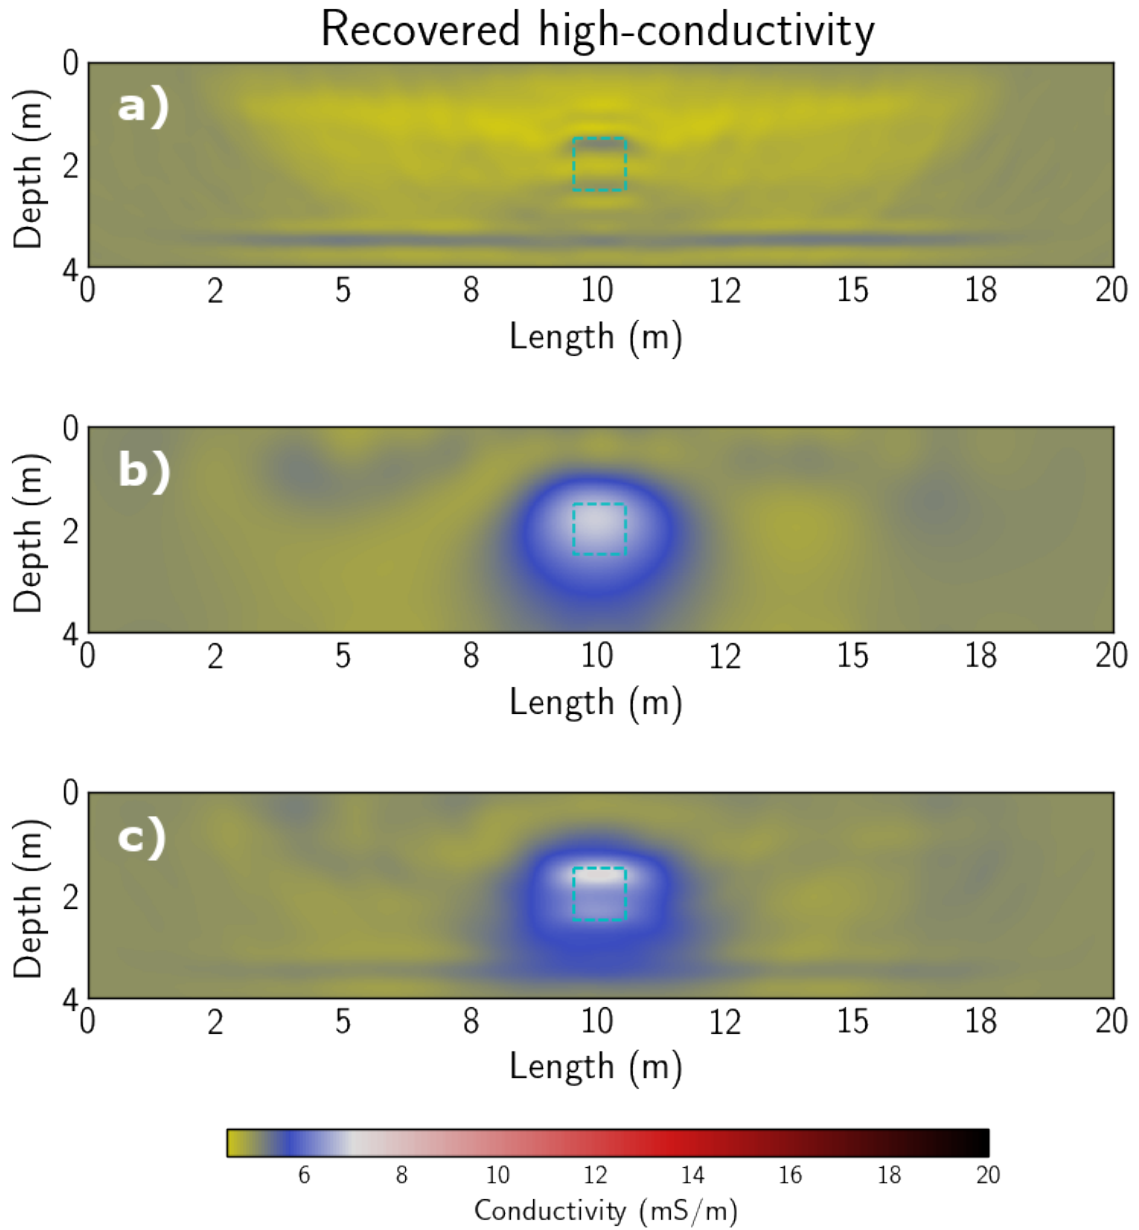 Recovered high-conductivity
a)
Depth (m)
0
2
4
0 2 5 8 10 12 15 18 20
Length (m)
b)
Depth (m)
0
2
4
0 2 5 8 10 12 15 18 20
Length (m)
c)
Depth (m)
0
2
4
0 2 5 8 10 12 15 18 20
Length (m)
6 8 10 12 14 16 18 20
Conductivity (mS/m)